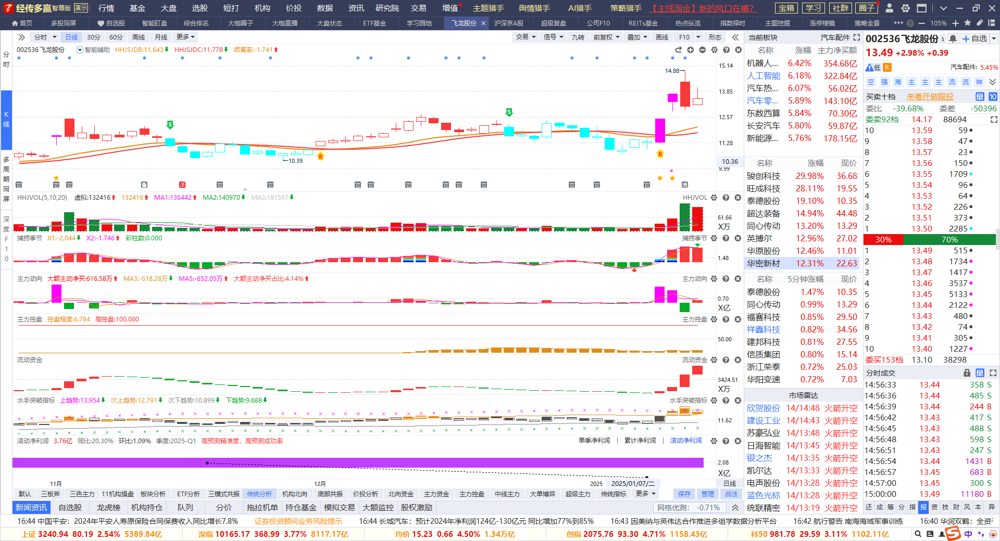 经传多赢 智尊版 演示 行情 基金 大盘 选股 短打 机构 价投 数据 资讯 研究院 交易 增值 主题猎手 舆情猎手 AI猎手 策略猎手 【主线淘金】新的风口在哪? 宝箱 学习 社群 圈子
首页 多股同屏 自选股 智能盯盘 综合排名 大咖圈子 大咖直播 大盘状态 ETF基金 学习园地 飞龙股份 沪深京A股 超级复盘 公司F10 REITs基金 热点纵览 指数择时 主题挖掘 涨停棱镜 策略全景 105%
分时 日线 30分 60分 周线 月线 更多 交易 信号 九转 前复权 叠加 画线 F10 形态
分时
K线
多周期同屏
深度F10
002536 飞龙股份 智能辅助 HHJSJDB:11.643 HHJSJDC:11.778 乖离率:-1.741
15.14
14.88
13.85
12.57
11.28
10.36
9.99
10.39
S
S
B
B
HHJVOL(5,10,20) 虚拟:132416 132416 MA1:136442 MA2:140970 MA3:181597 HHJVOL
61.66
X万
捕捞季节 X1:-2.044 X2:-1.746 彩柱数:0.000 捕捞季节
1.48
主力动向 大额主动净买:616.58万 MA3:-618.28万 MA5:-652.05万 大额主动净买占比:4.14% 主力动向
0.70
X亿
主力控盘 控盘程度:6.784 高控盘:100.000 主力控盘
50.00
流动资金 流动资金
3424.51
X万
水手突破指标 上趋势:13.954 次上趋势:12.791 次下趋势:10.899 下趋势:9.688 水手突破指标
11.62
滚动净利润 3.76亿 同比:20.30% 环比:1.09% 季度:2025-Q1 高预测精准度，高预测成功率 单季净利润 | 累计净利润 | 滚动净利润
2.08
X亿
11月 12月 2025 2025/01/07/二 日线
默认 三板斧 三色主力 11机构操盘 板块分析 ETF分析 三模式共振 传统分析 机构北向 底部共振 价投分析 北向资金 主力资金 主力控盘 中线主力 大单博弈 超级主力 传统指标 更多 保存 管理 战法
新闻资讯 自选股 龙虎榜 机构持仓 队列 分价 拖拉机单 持仓基金 模拟交易 大额监控 股权激励 网格优测： -0.71%
当前板块 汽车配件
名称 涨幅 主力净买额
机器人... 6.42% 354.68亿
人工智能 6.18% 322.84亿
汽车热... 6.07% 56.02亿
汽车零... 5.89% 143.10亿
东数西算 5.84% 70.30亿
长安汽车 5.80% 59.87亿
新能源... 5.76% 178.15亿
名称 涨幅 现价
骏创科技 29.98% 36.68
旺成科技 28.11% 19.55
泰德股份 19.10% 10.35
超达装备 14.94% 44.48
同心传动 13.20% 13.29
英搏尔 12.96% 27.02
华原股份 12.46% 11.01
华密新材 12.31% 22.63
名称 5分钟涨幅 现价
泰德股份 1.47% 10.35
同心传动 0.99% 13.29
福赛科技 0.85% 29.50
祥鑫科技 0.82% 34.56
建邦科技 0.81% 27.55
信质集团 0.80% 15.14
浙江荣泰 0.72% 25.03
华阳变速 0.72% 7.03
市场雷达
欣贺股份 14/14:48 火箭升空
建设工业 14/14:43 火箭升空
苏豪弘业 14/13:48 火箭升空
日海智能 14/13:45 火箭升空
银之杰 14/13:35 火箭升空
凯尔达 14/13:33 火箭升空
电声股份 14/13:28 火箭升空
蓝色光标 14/13:28 火箭升空
统联精密 14/13:19 火箭升空
002536 飞龙股份 自选
13.49 +2.98% +0.39
低 R 汽车配件: 5.45%
空 强 海 主 主 主 流 流 神
买卖十档 来粤开做跟投 量 10
委比 -39.68% 委差 -50396
委卖92档 14.17 88694
10 13.59 59
9 13.58 47
8 13.57 23
7 13.56 150
6 13.55 1709
5 13.54 96
4 13.53 64
3 13.52 226
2 13.51 373
1 13.50 2285
30% 70%
1 13.49 515
2 13.48 1734
3 13.47 1417
4 13.46 3537
5 13.45 5133
6 13.44 2122
7 13.43 480
8 13.42 74
9 13.41 305
10 13.40 1227
委买153档 13.10 38298
分时成交 量
14:56:33 13.44 358 S
14:56:36 13.44 485 S
14:56:39 13.44 244 B
14:56:42 13.43 417 S
14:56:45 13.43 488 S
14:56:48 13.43 598 S
14:56:51 13.43 247 S
14:56:54 13.44 1431 B
14:56:57 13.45 683 B
14:57:00 13.45 300 S
15:00:00 13.49 11180 B
还 成 筹 分 指 报 资 技 财 风 本 异
16:44 中国平安：2024年平安人寿原保险合同保费收入同比增长7.8% 证券投资顾问业务风险提示 16:44 长城汽车：预计2024年净利润124亿-130亿元 同比增加77%到85% 16:43 因美纳与英伟达合作推进多组学数据分析平台 16:42 航行警告 南海海域军事训练 16:40 华润双鹤：全资子
上证 3240.94 80.19 2.54% 5389.84亿 深指 10165.17 368.99 3.77% 8117.17亿 均价 15.23 0.66 4.50% 1.34万亿 创指 2075.76 93.30 4.71% 1158.43亿 科50 981.78 29.59 3.11% 1102.11亿 中